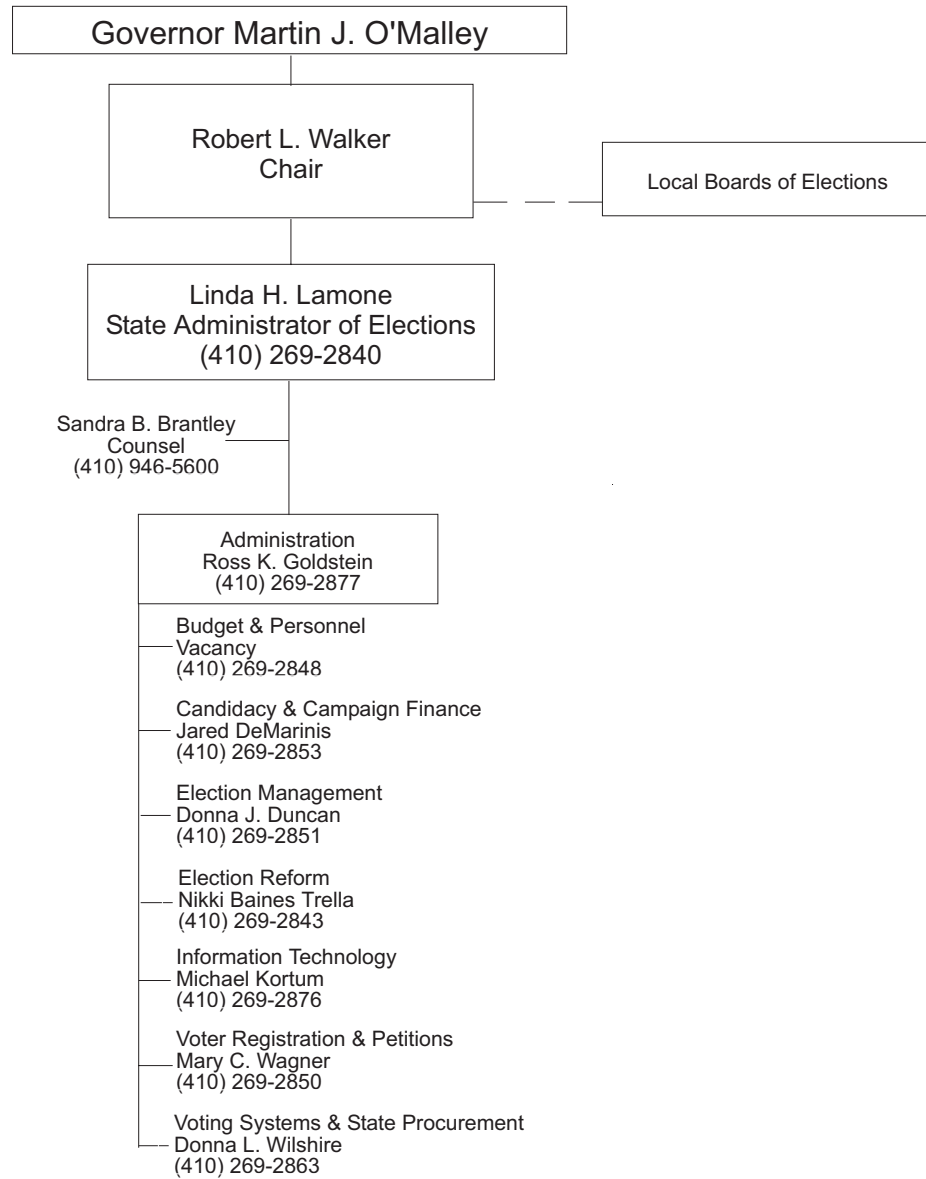 Governor Martin J. O'Malley
Robert L. Walker
Chair
Local Boards of Elections
Linda H. Lamone
State Administrator of Elections
(410) 269-2840
Sandra B. Brantley
Counsel
(410) 946-5600
Administration
Ross K. Goldstein
(410) 269-2877
Budget & Personnel
Vacancy
(410) 269-2848
Candidacy & Campaign Finance
Jared DeMarinis
(410) 269-2853
Election Management
Donna J. Duncan
(410) 269-2851
Election Reform
Nikki Baines Trella
(410) 269-2843
Information Technology
Michael Kortum
(410) 269-2876
Voter Registration & Petitions
Mary C. Wagner
(410) 269-2850
Voting Systems & State Procurement
Donna L. Wilshire
(410) 269-2863